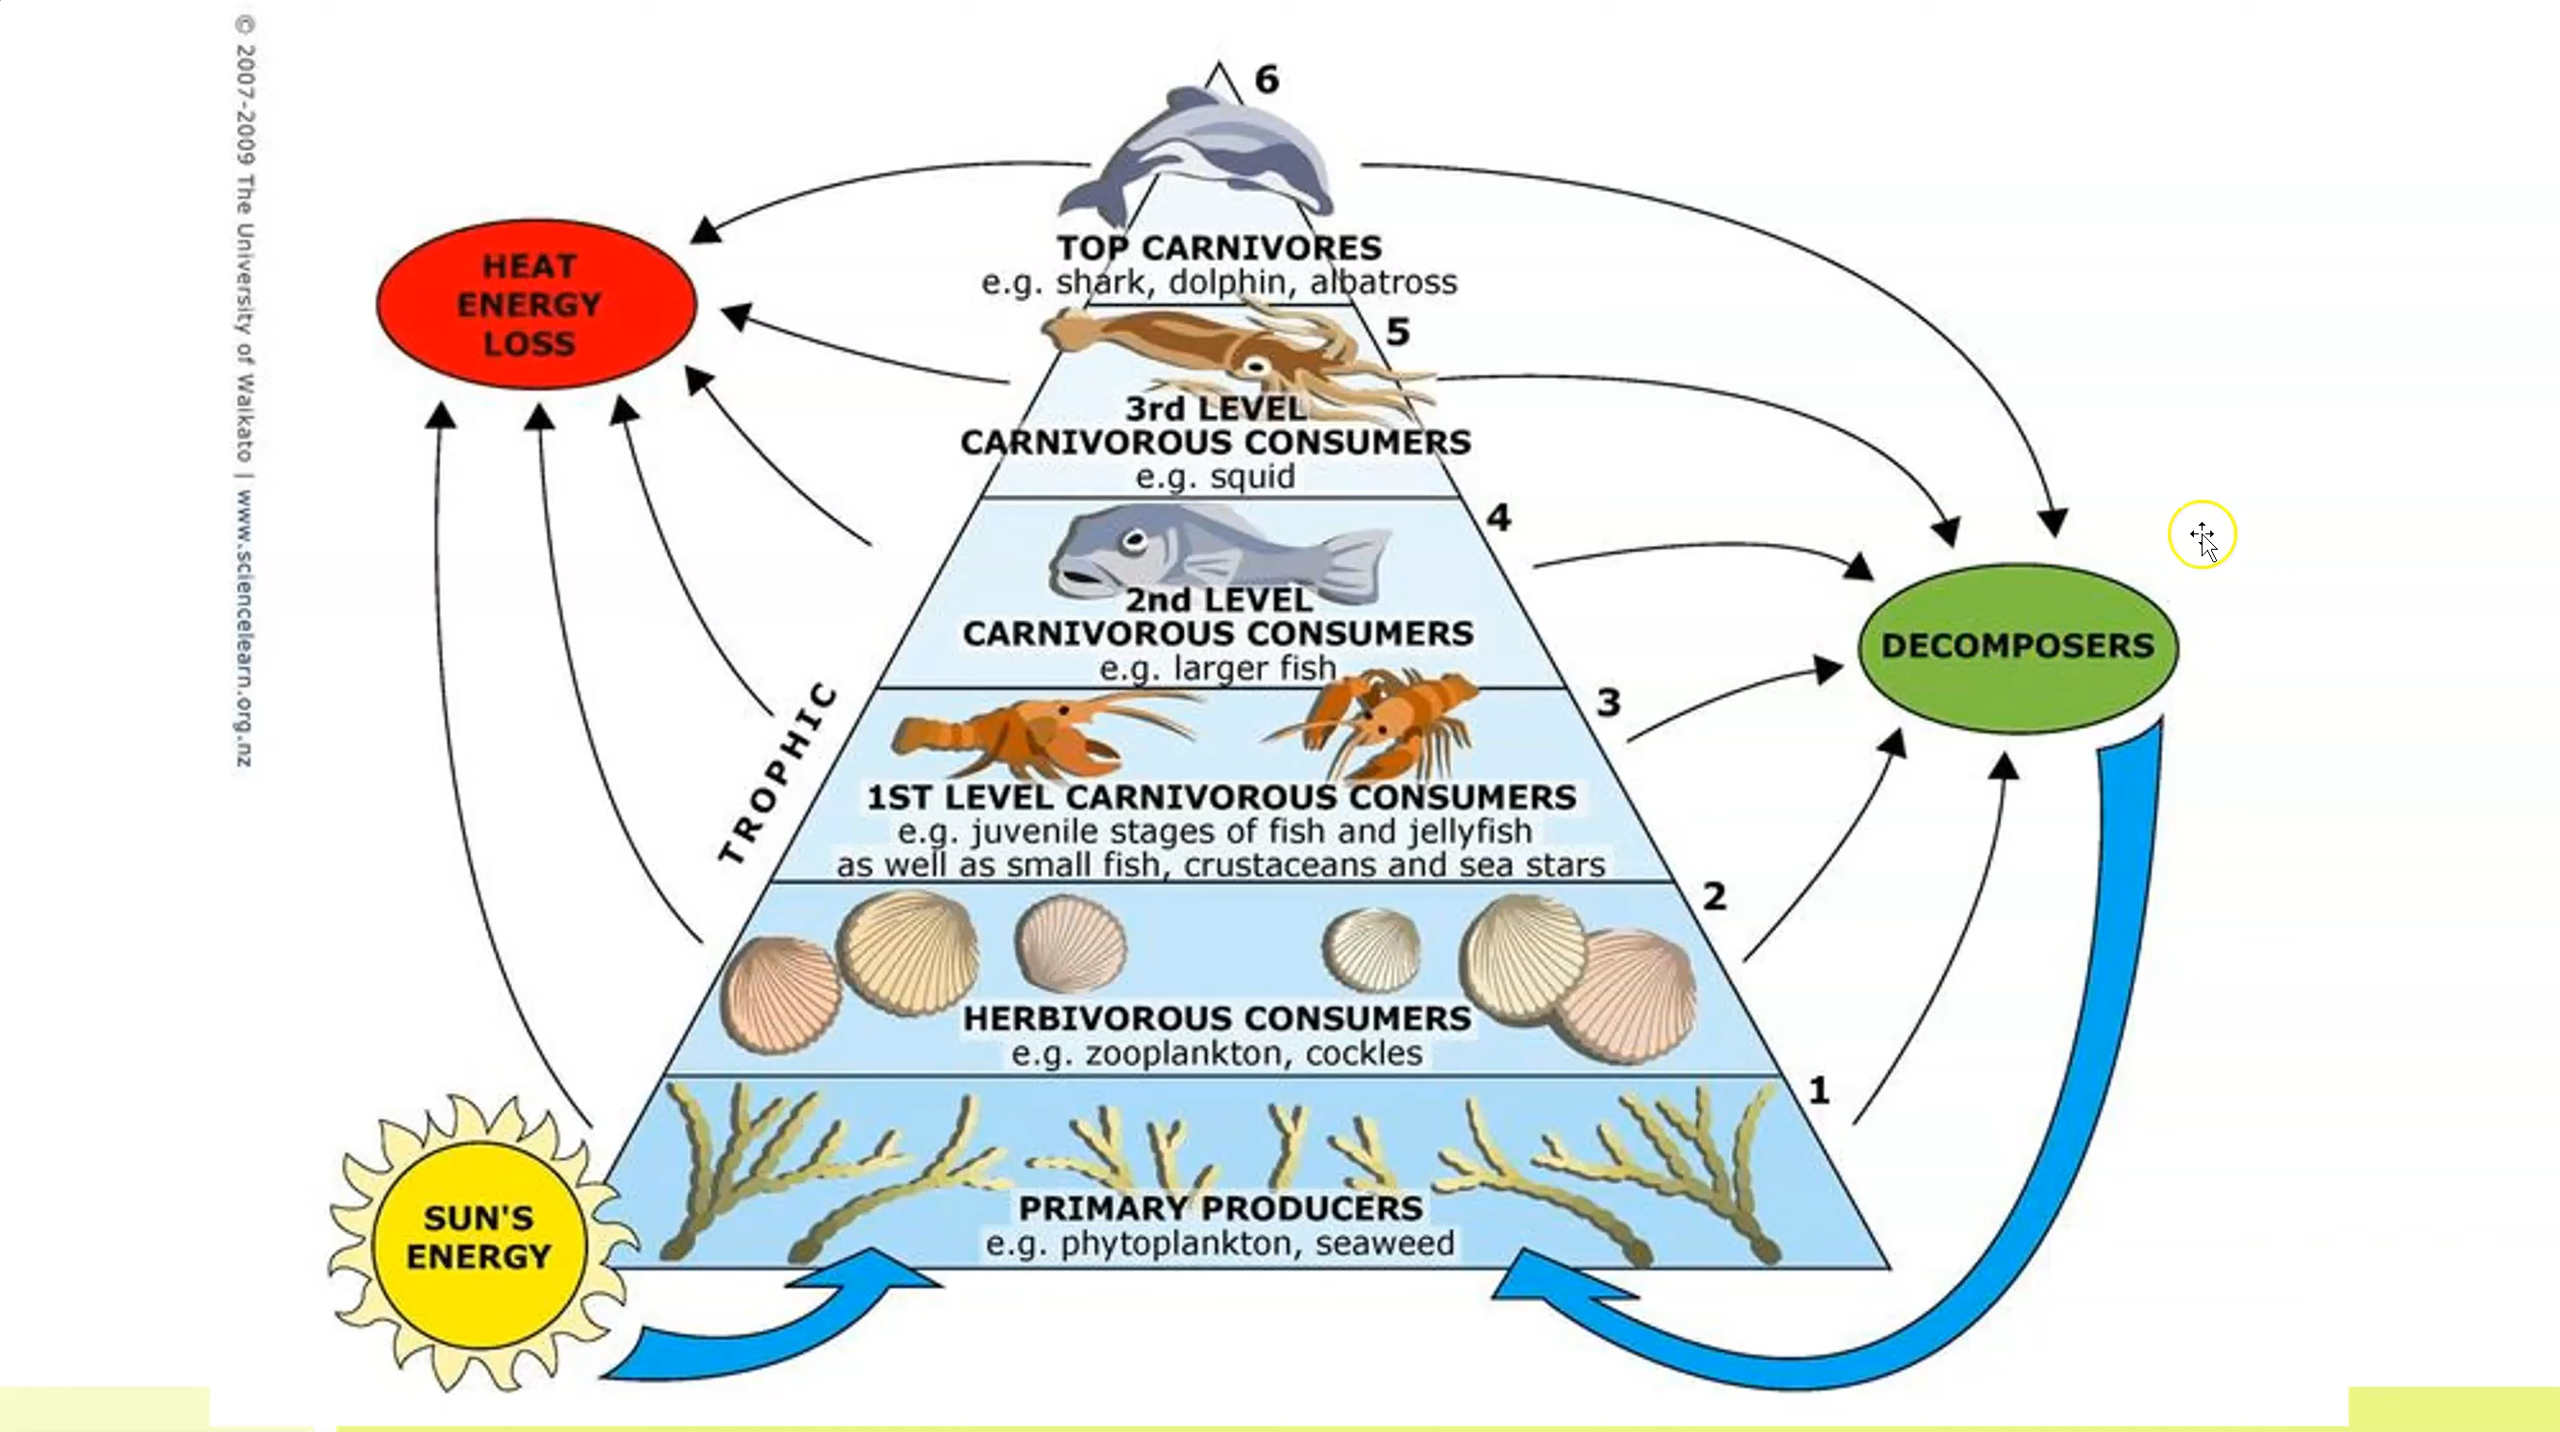 © 2007-2009 The University of Waikato | www.sciencelearn.org.nz
6
TOP CARNIVORES
e.g. shark, dolphin, albatross
HEAT
ENERGY
LOSS
5
3rd LEVEL
CARNIVOROUS CONSUMERS
e.g. squid
4
2nd LEVEL
CARNIVOROUS CONSUMERS
e.g. larger fish
DECOMPOSERS
TROPHIC
3
1ST LEVEL CARNIVOROUS CONSUMERS
e.g. juvenile stages of fish and jellyfish
as well as small fish, crustaceans and sea stars
2
HERBIVOROUS CONSUMERS
e.g. zooplankton, cockles
1
PRIMARY PRODUCERS
e.g. phytoplankton, seaweed
SUN'S
ENERGY